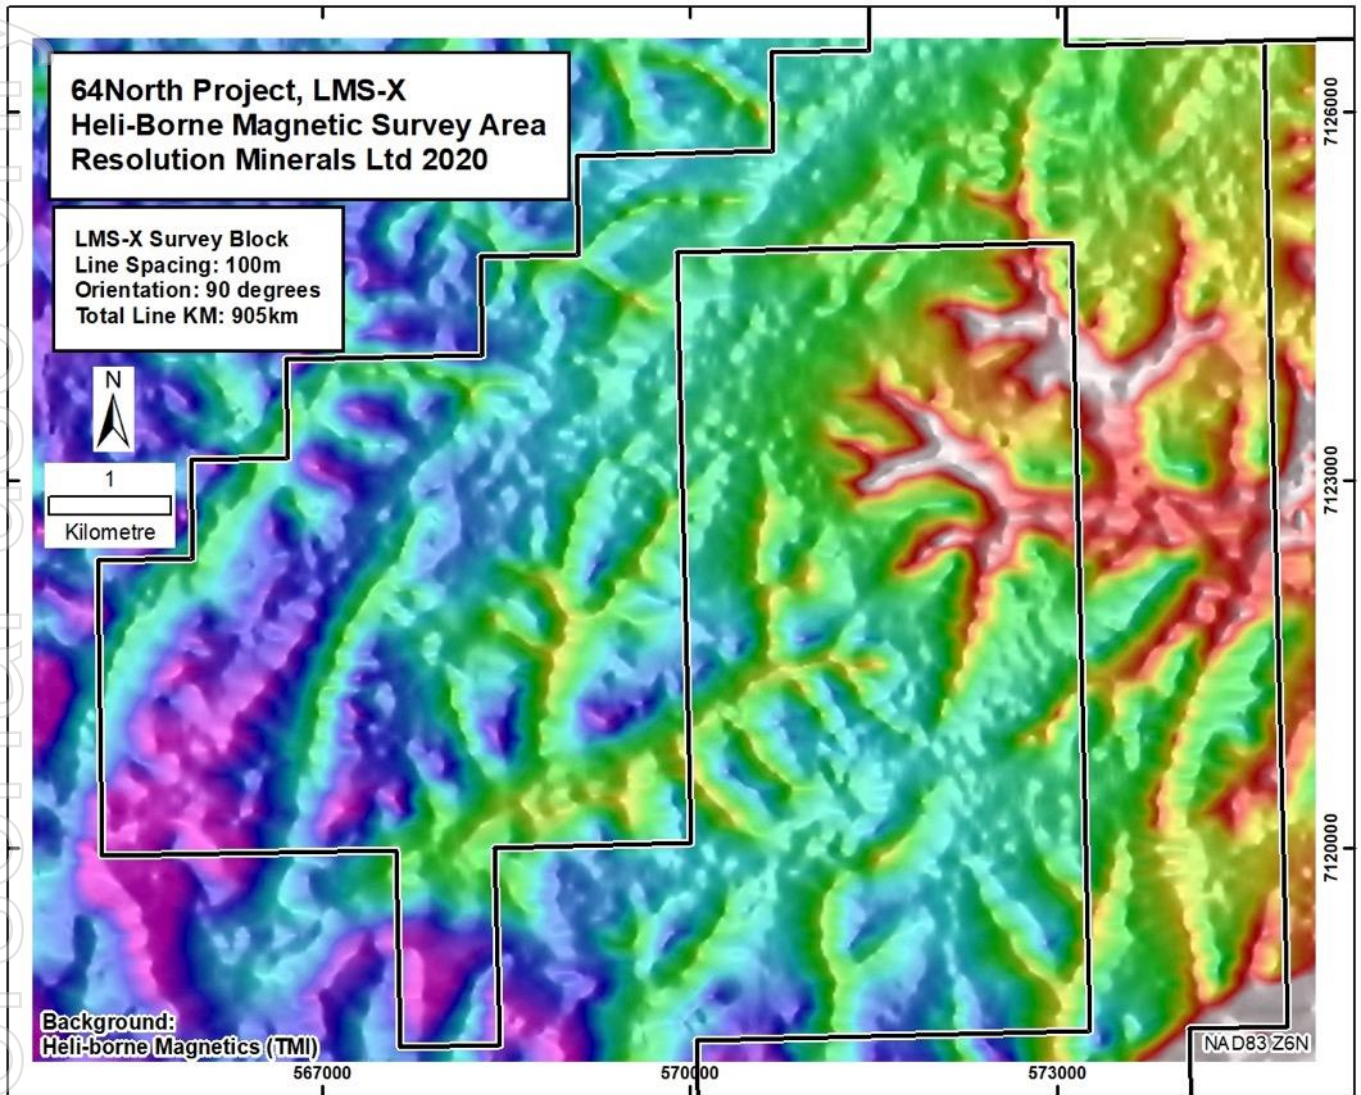 64North Project, LMS-X
Heli-Borne Magnetic Survey Area
Resolution Minerals Ltd 2020
LMS-X Survey Block
Line Spacing: 100m
Orientation: 90 degrees
Total Line KM: 905km
N
1
Kilometre
7126000
7123000
7120000
Background:
Heli-borne Magnetics (TMI)
NAD83 Z6N
567000
570000
573000